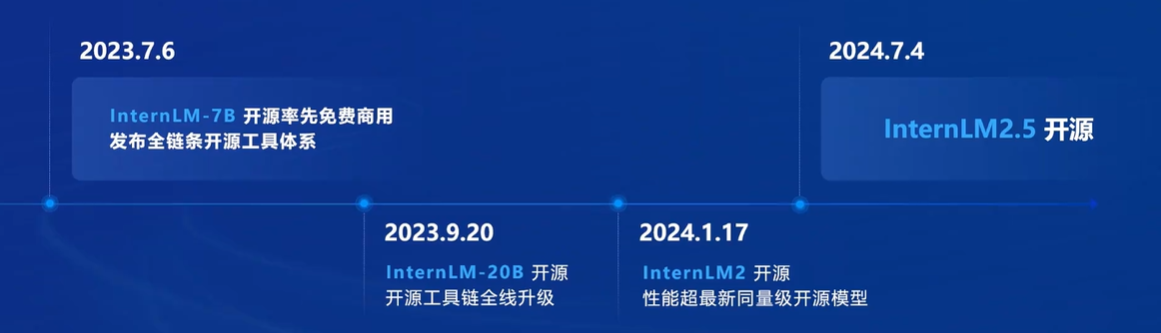 2023.7.6
InternLM-7B 开源率先免费商用
发布全链条开源工具体系
2023.9.20
InternLM-20B 开源
开源工具链全线升级
2024.1.17
InternLM2 开源
性能超最新同量级开源模型
2024.7.4
InternLM2.5 开源